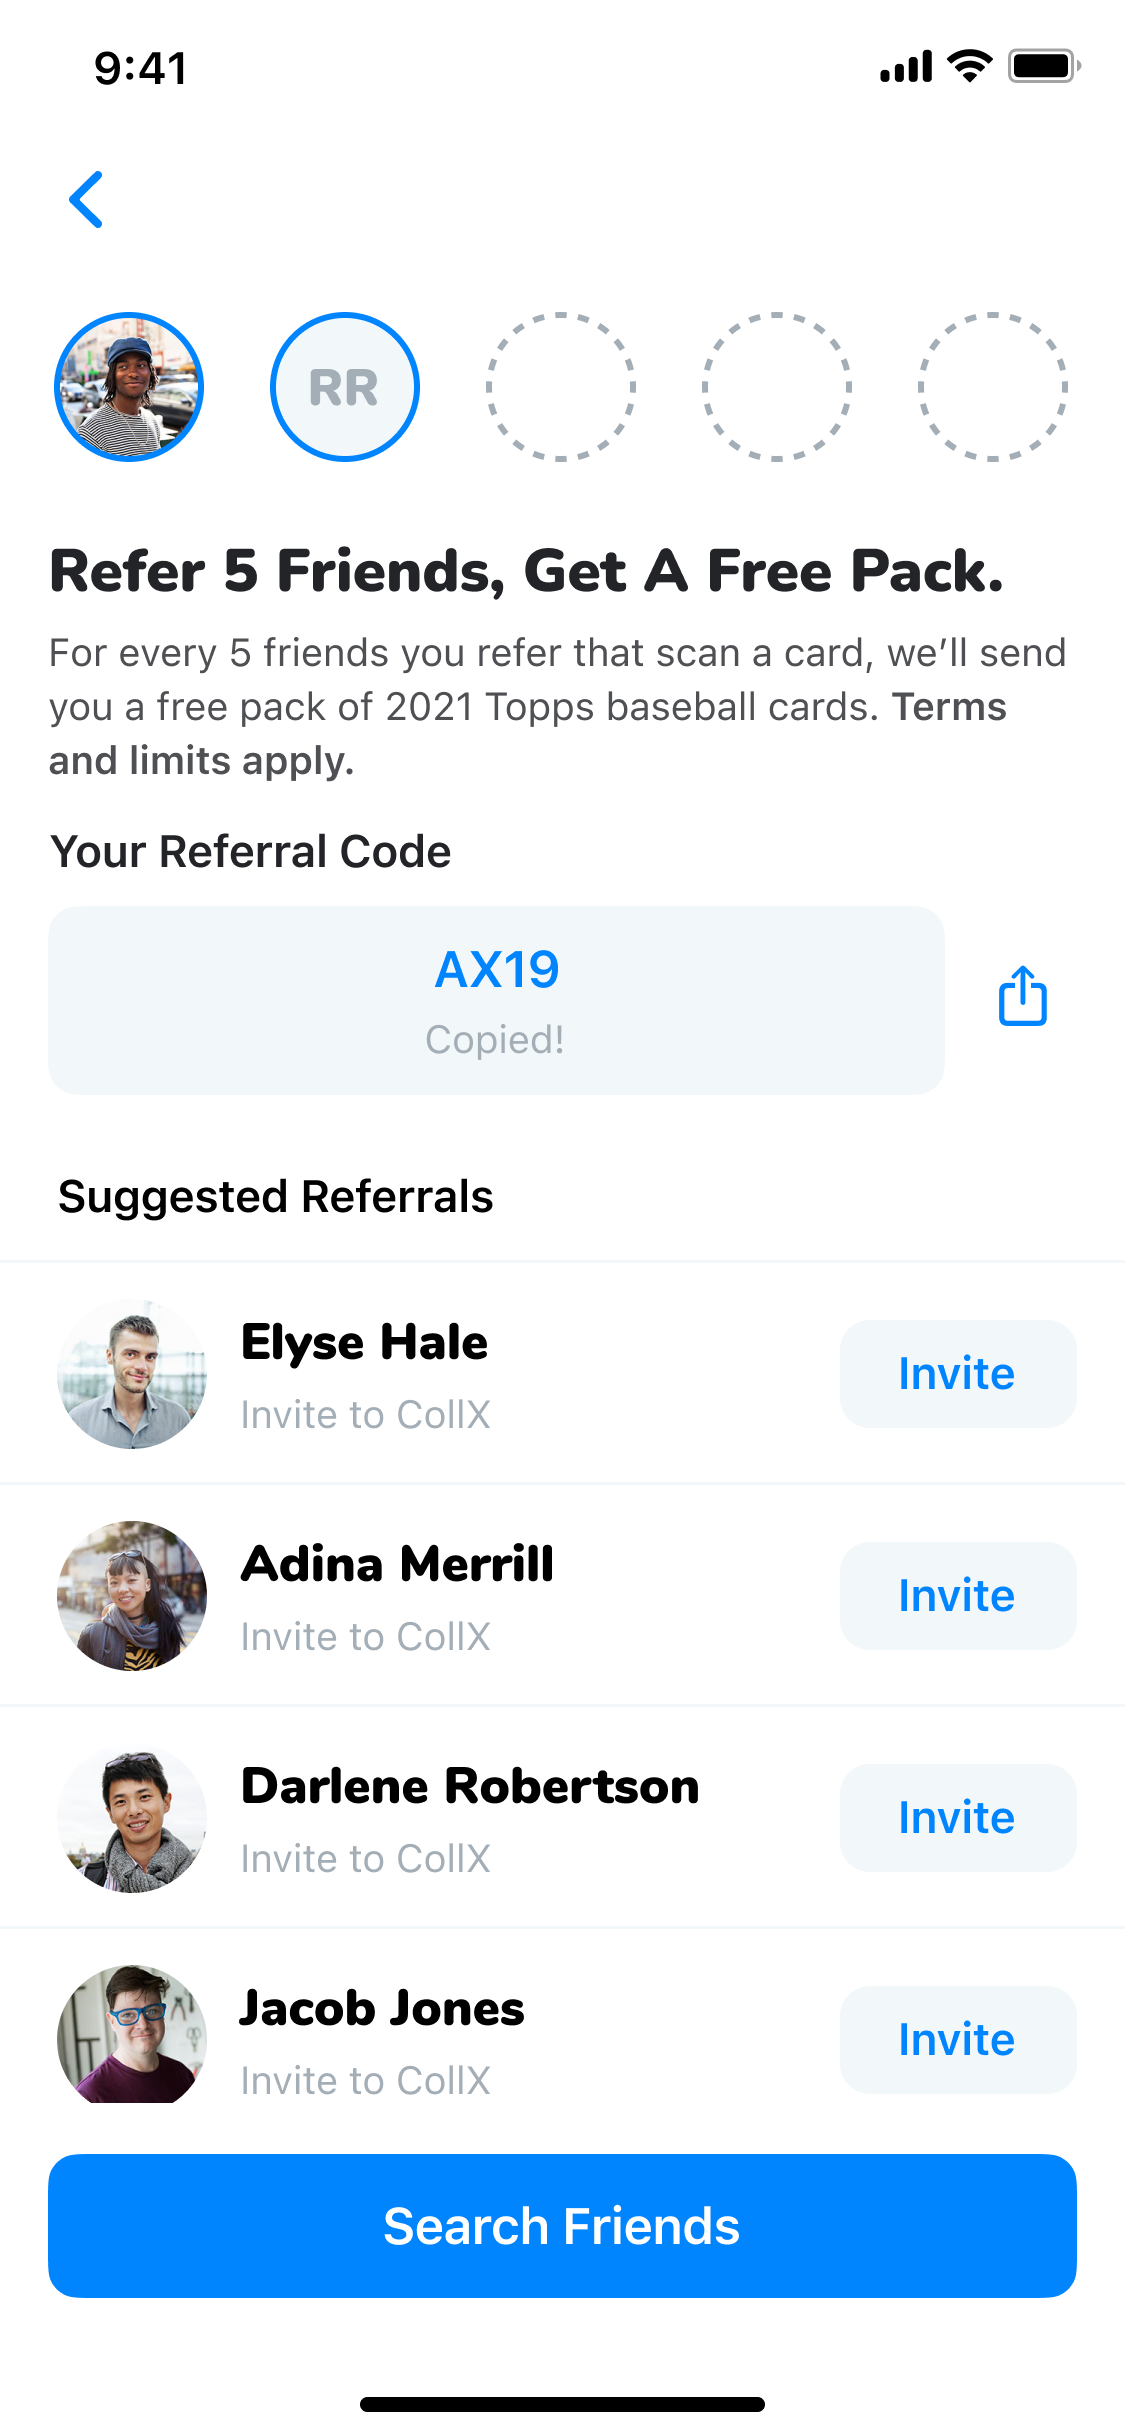 9:41
RR
Refer 5 Friends, Get A Free Pack.
For every 5 friends you refer that scan a card, we’ll send
you a free pack of 2021 Topps baseball cards. Terms
and limits apply.
Your Referral Code
AX19
Copied!
Suggested Referrals
Elyse Hale
Invite to CollX
Invite
Adina Merrill
Invite to CollX
Invite
Darlene Robertson
Invite to CollX
Invite
Jacob Jones
Invite to CollX
Invite
Search Friends